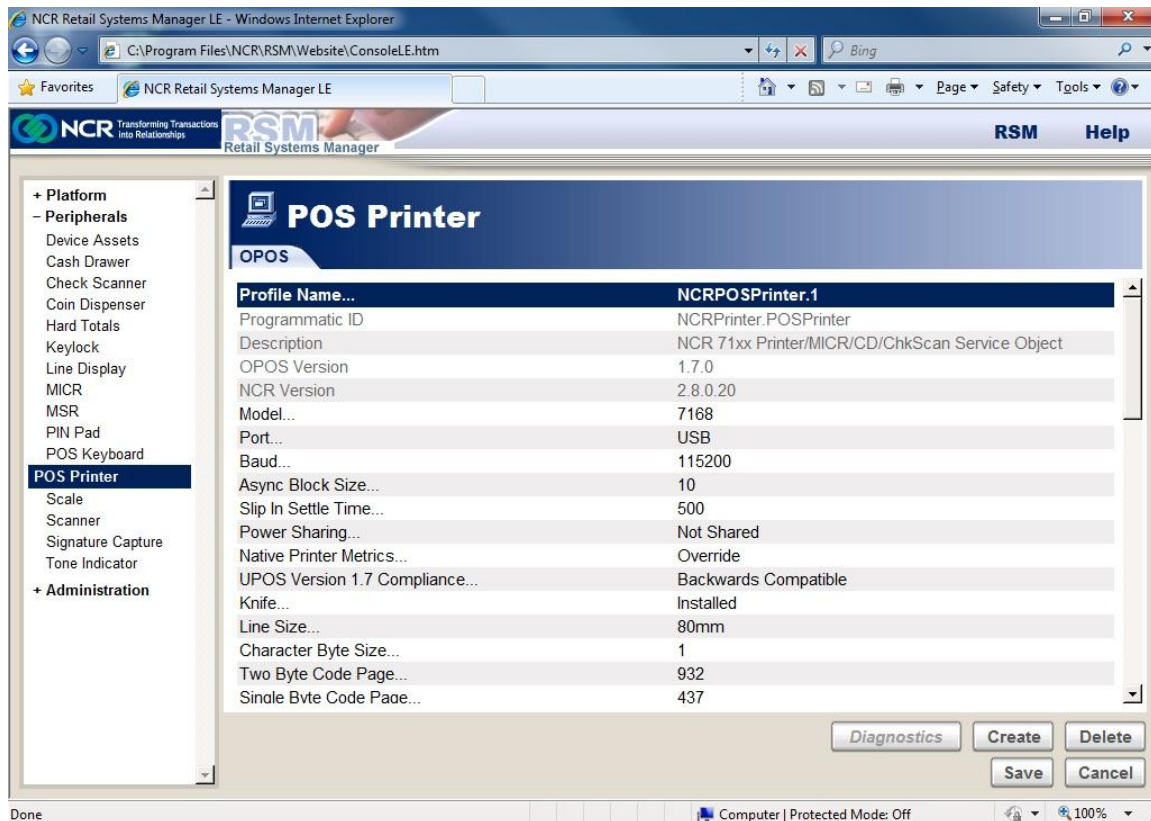 NCR Retail Systems Manager LE - Windows Internet Explorer
C:\Program Files\NCR\RSM\Website\ConsoleLE.htm
Bing
Favorites
NCR Retail Systems Manager LE
Page
Safety
Tools
NCR Transforming Transactions into Relationships
RSM
Retail Systems Manager
RSM
Help
+ Platform
– Peripherals
Device Assets
Cash Drawer
Check Scanner
Coin Dispenser
Hard Totals
Keylock
Line Display
MICR
MSR
PIN Pad
POS Keyboard
POS Printer
Scale
Scanner
Signature Capture
Tone Indicator
+ Administration
POS Printer
OPOS
Profile Name... NCRPOSPrinter.1
Programmatic ID NCRPrinter.POSPrinter
Description NCR 71xx Printer/MICR/CD/ChkScan Service Object
OPOS Version 1.7.0
NCR Version 2.8.0.20
Model... 7168
Port... USB
Baud... 115200
Async Block Size... 10
Slip In Settle Time... 500
Power Sharing... Not Shared
Native Printer Metrics... Override
UPOS Version 1.7 Compliance... Backwards Compatible
Knife... Installed
Line Size... 80mm
Character Byte Size... 1
Two Byte Code Page... 932
Single Byte Code Page... 437
Diagnostics
Create
Delete
Save
Cancel
Done
Computer | Protected Mode: Off
100%